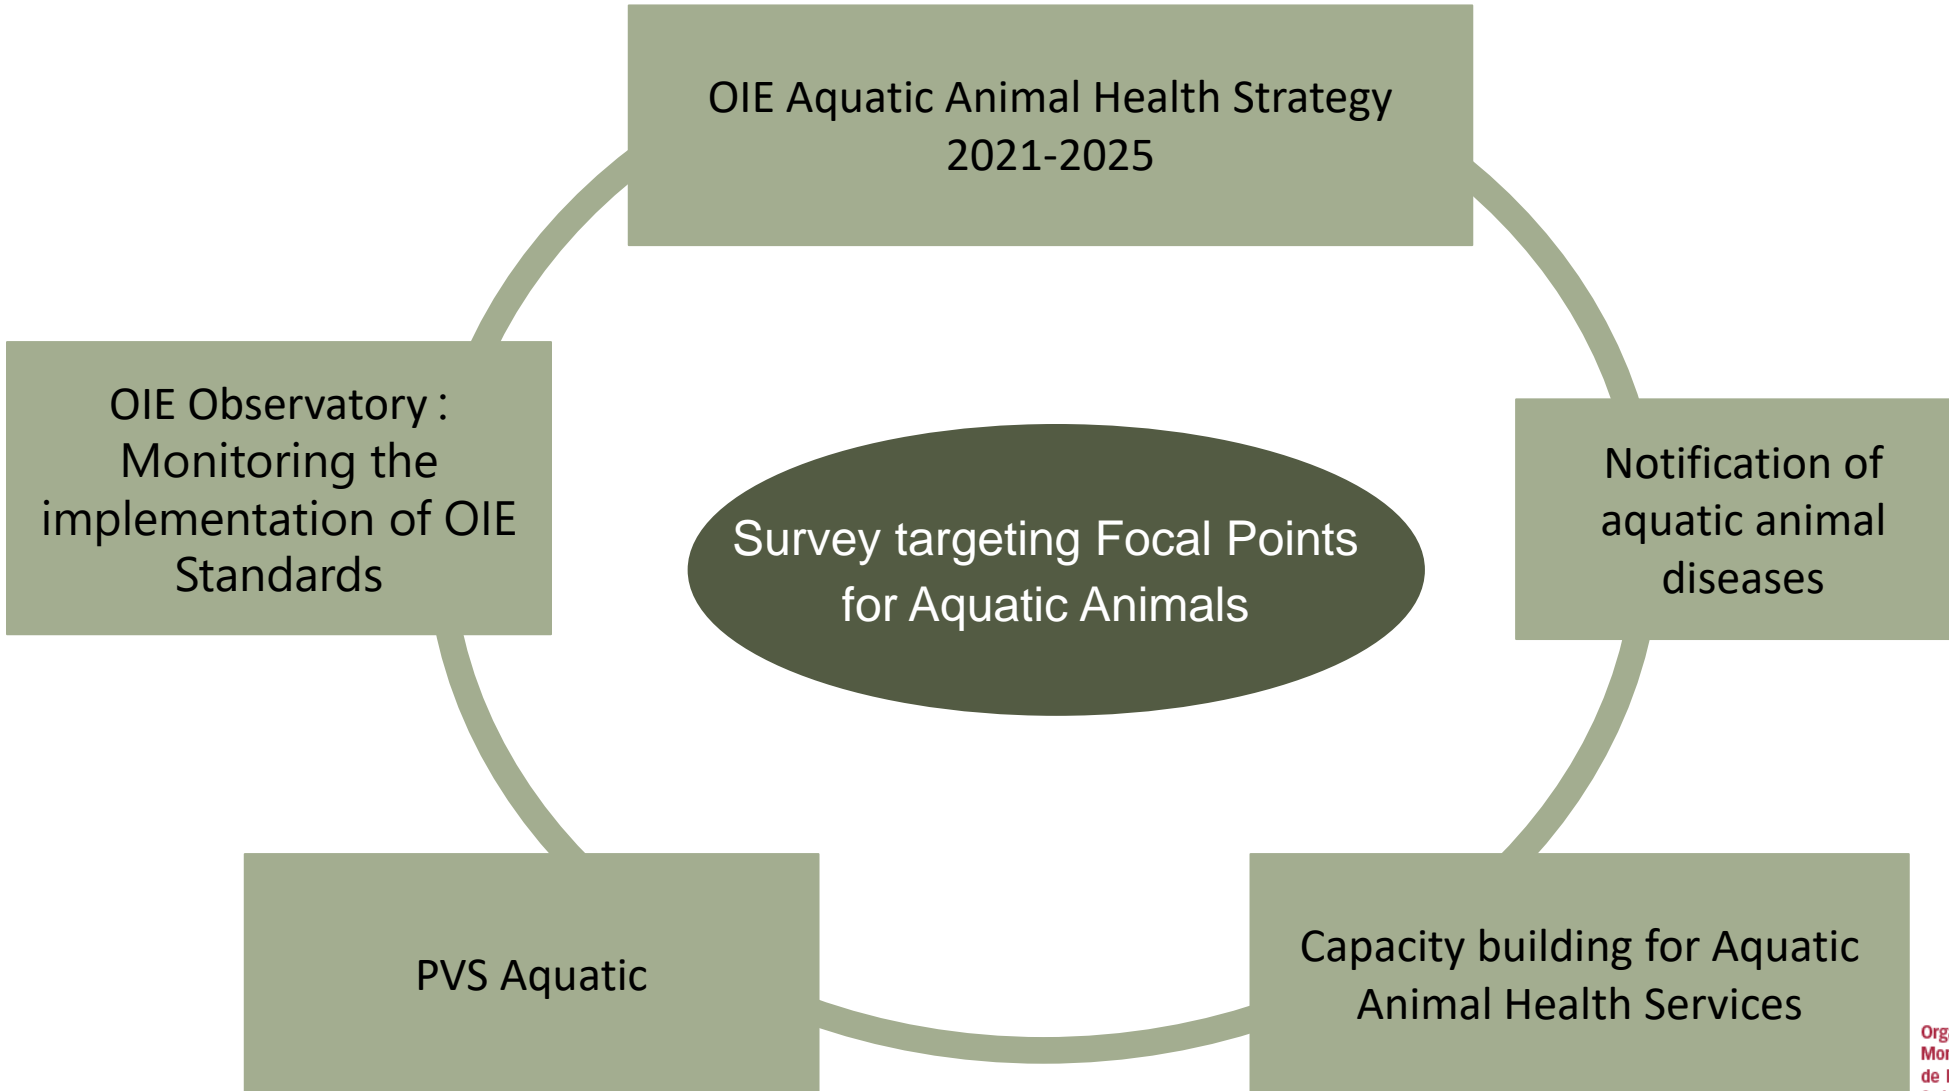 OIE Aquatic Animal Health Strategy
2021-2025
OIE Observatory :
Monitoring the
implementation of OIE
Standards
Survey targeting Focal Points
for Aquatic Animals
Notification of
aquatic animal
diseases
PVS Aquatic
Capacity building for Aquatic
Animal Health Services